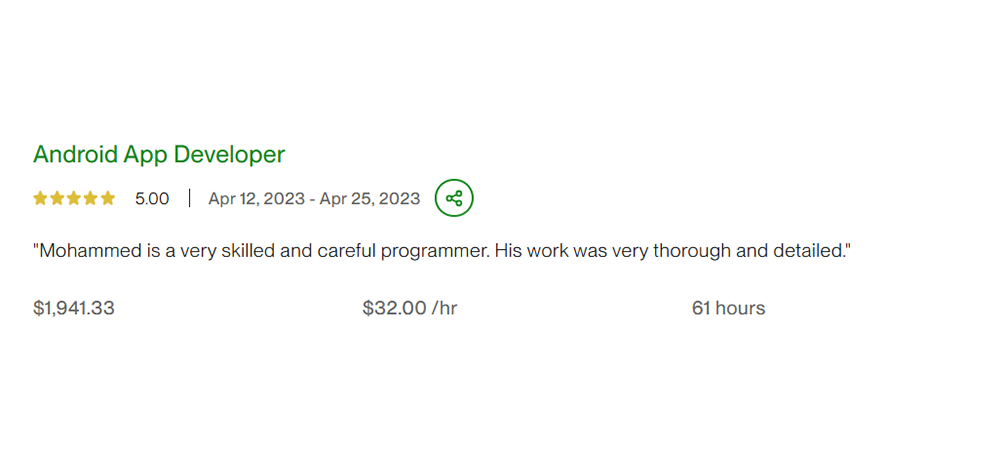 Android App Developer
5.00 | Apr 12, 2023 - Apr 25, 2023
"Mohammed is a very skilled and careful programmer. His work was very thorough and detailed."
$1,941.33 $32.00 /hr 61 hours